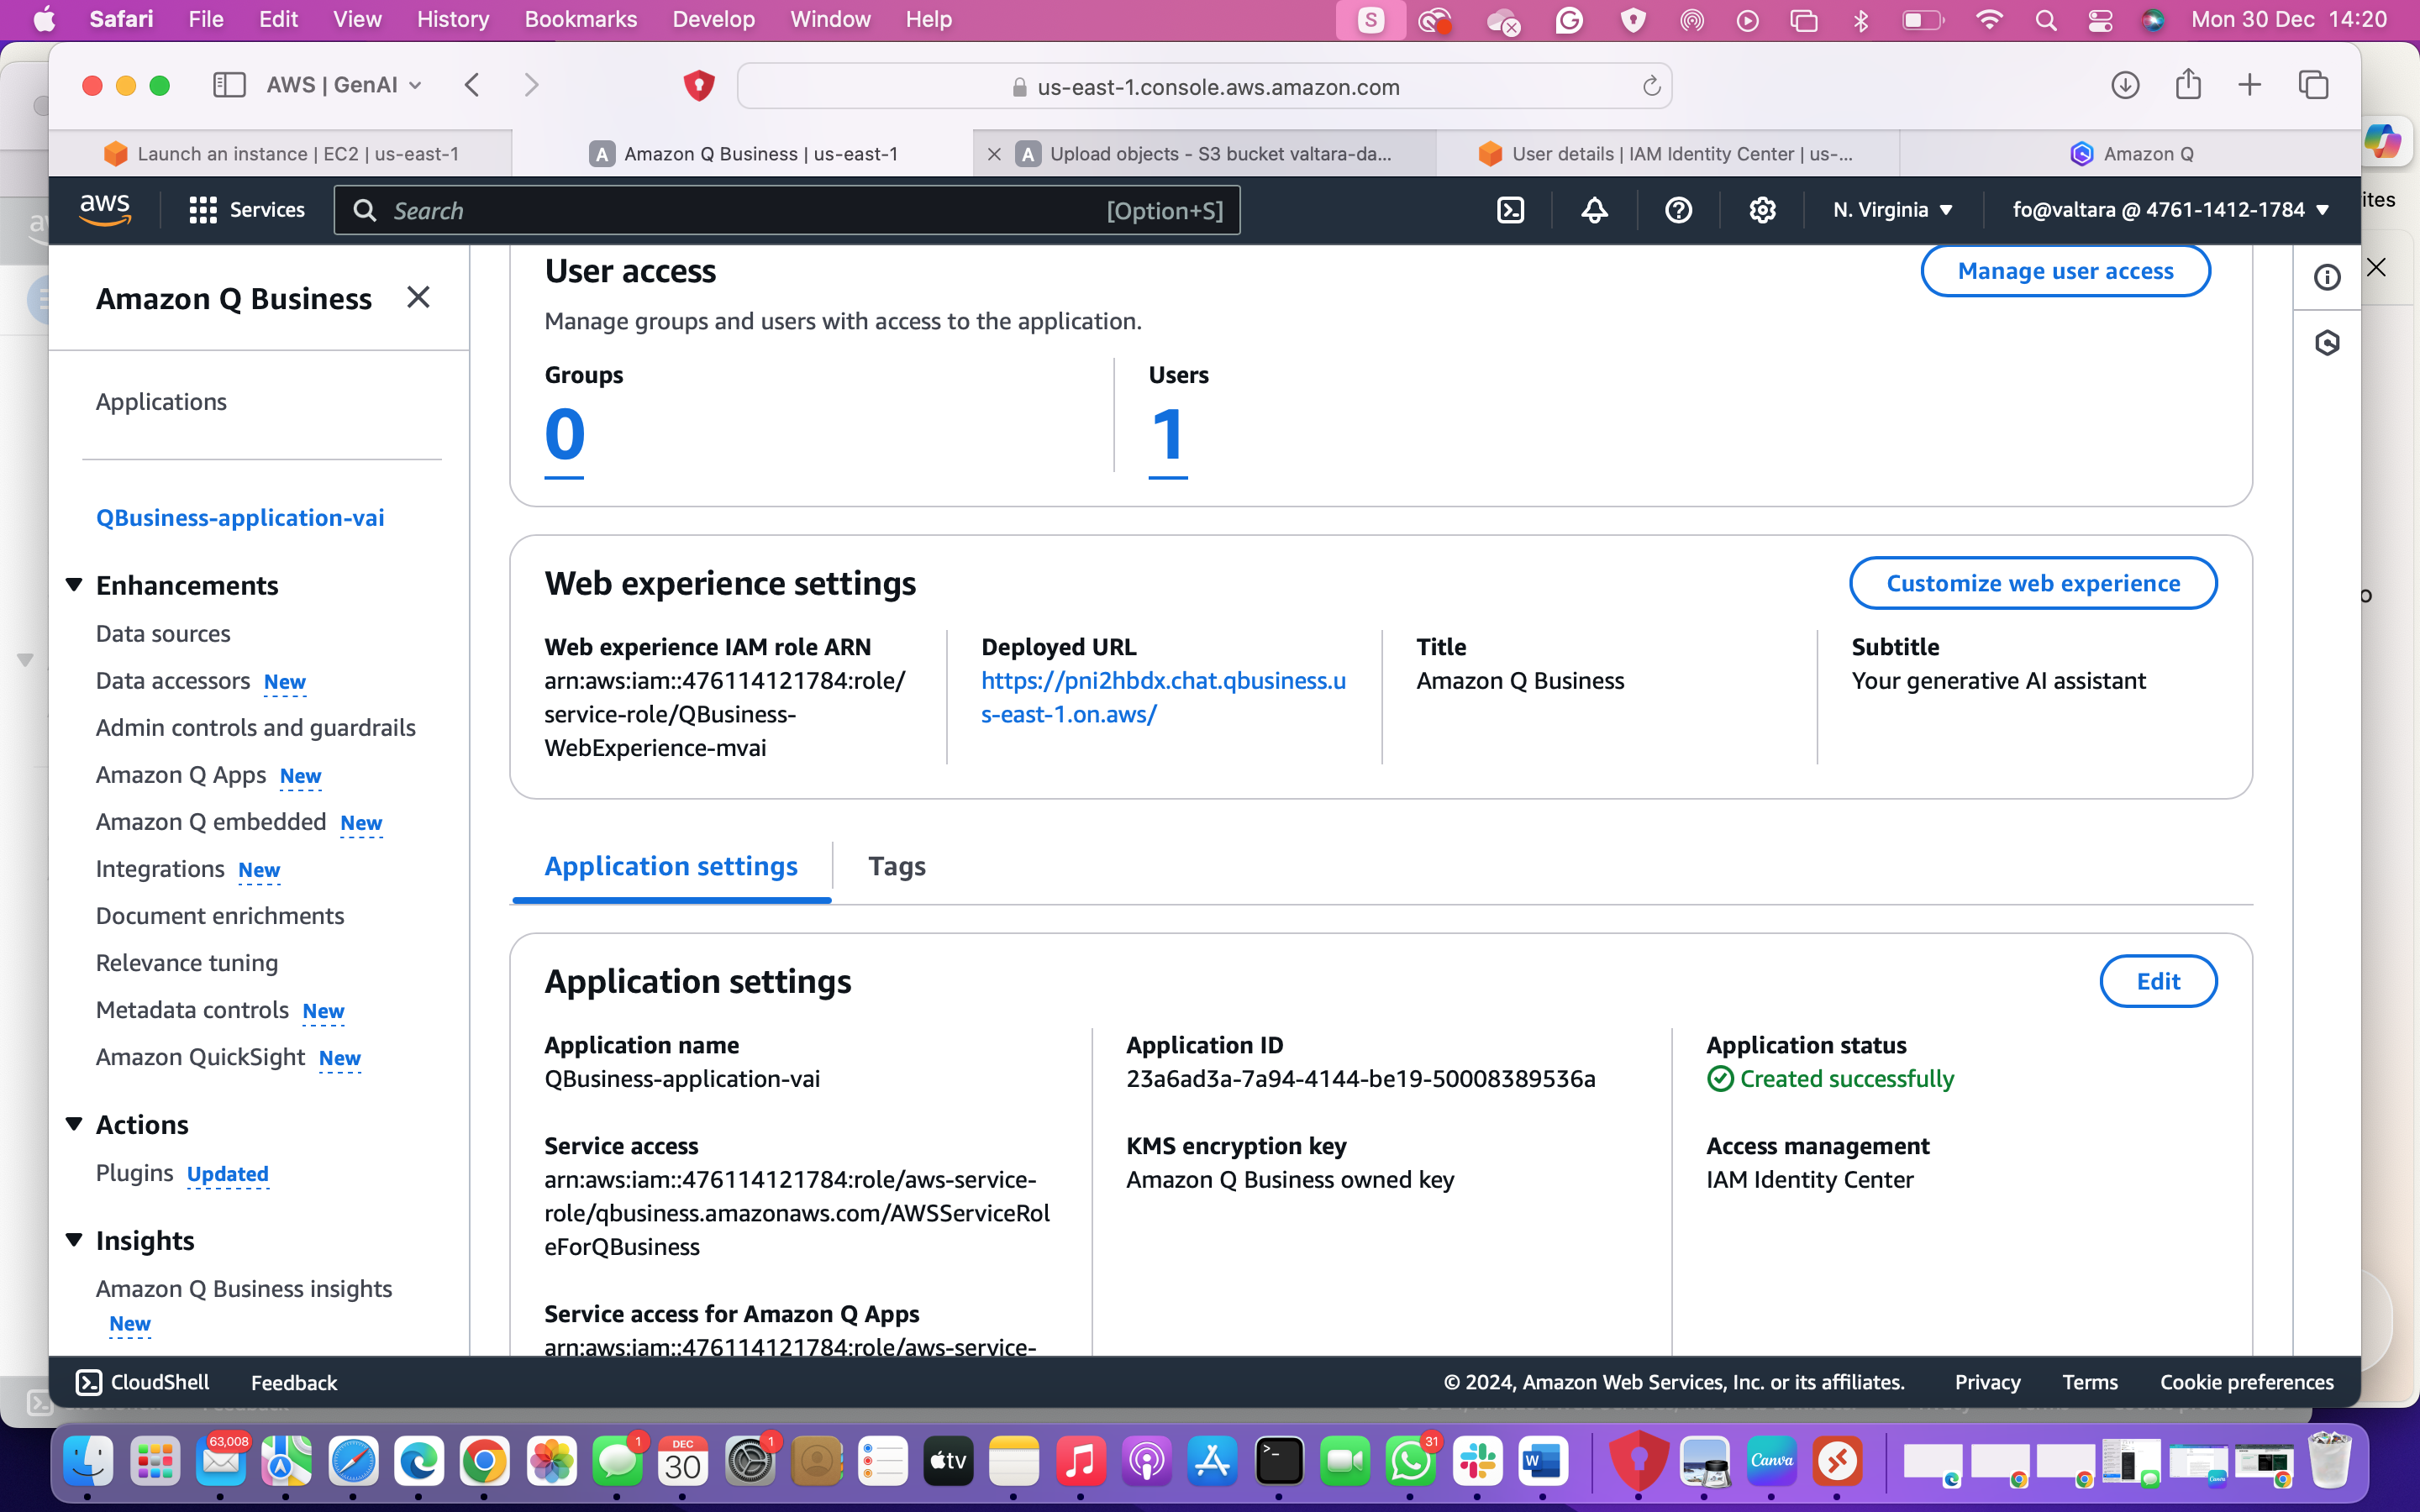 Safari File Edit View History Bookmarks Develop Window Help
Mon 30 Dec 14:20
AWS | GenAI
us-east-1.console.aws.amazon.com
Launch an instance | EC2 | us-east-1
Amazon Q Business | us-east-1
Upload objects - S3 bucket valtara-da...
User details | IAM Identity Center | us-...
Amazon Q
aws
Services
Search
[Option+S]
N. Virginia
fo@valtara @ 4761-1412-1784
ites
Amazon Q Business
Applications
QBusiness-application-vai
Enhancements
Data sources
Data accessors New
Admin controls and guardrails
Amazon Q Apps New
Amazon Q embedded New
Integrations New
Document enrichments
Relevance tuning
Metadata controls New
Amazon QuickSight New
Actions
Plugins Updated
Insights
Amazon Q Business insights
New
User access
Manage user access
Manage groups and users with access to the application.
Groups
0
Users
1
Web experience settings
Customize web experience
Web experience IAM role ARN
arn:aws:iam::476114121784:role/
service-role/QBusiness-
WebExperience-mvai
Deployed URL
https://pni2hbdx.chat.qbusiness.u
s-east-1.on.aws/
Title
Amazon Q Business
Subtitle
Your generative AI assistant
Application settings
Tags
Application settings
Edit
Application name
QBusiness-application-vai
Application ID
23a6ad3a-7a94-4144-be19-50008389536a
Application status
Created successfully
Service access
arn:aws:iam::476114121784:role/aws-service-
role/qbusiness.amazonaws.com/AWSServiceRol
eForQBusiness
KMS encryption key
Amazon Q Business owned key
Access management
IAM Identity Center
Service access for Amazon Q Apps
arn:aws:iam::476114121784:role/aws-service-
CloudShell
Feedback
© 2024, Amazon Web Services, Inc. or its affiliates.
Privacy
Terms
Cookie preferences
63,008
1
DEC
30
1
tv
31
Canva